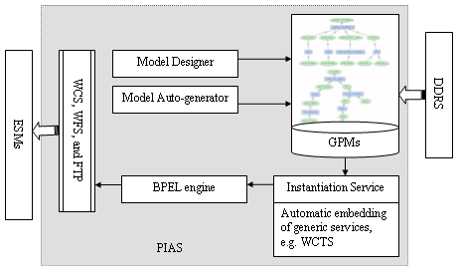 ESMs
WCS, WFS, and FTP
Model Designer
Model Auto-generator
GPMs
DDRS
BPEL engine
Instantiation Service
Automatic embedding
of generic services,
e.g. WCTS
PIAS